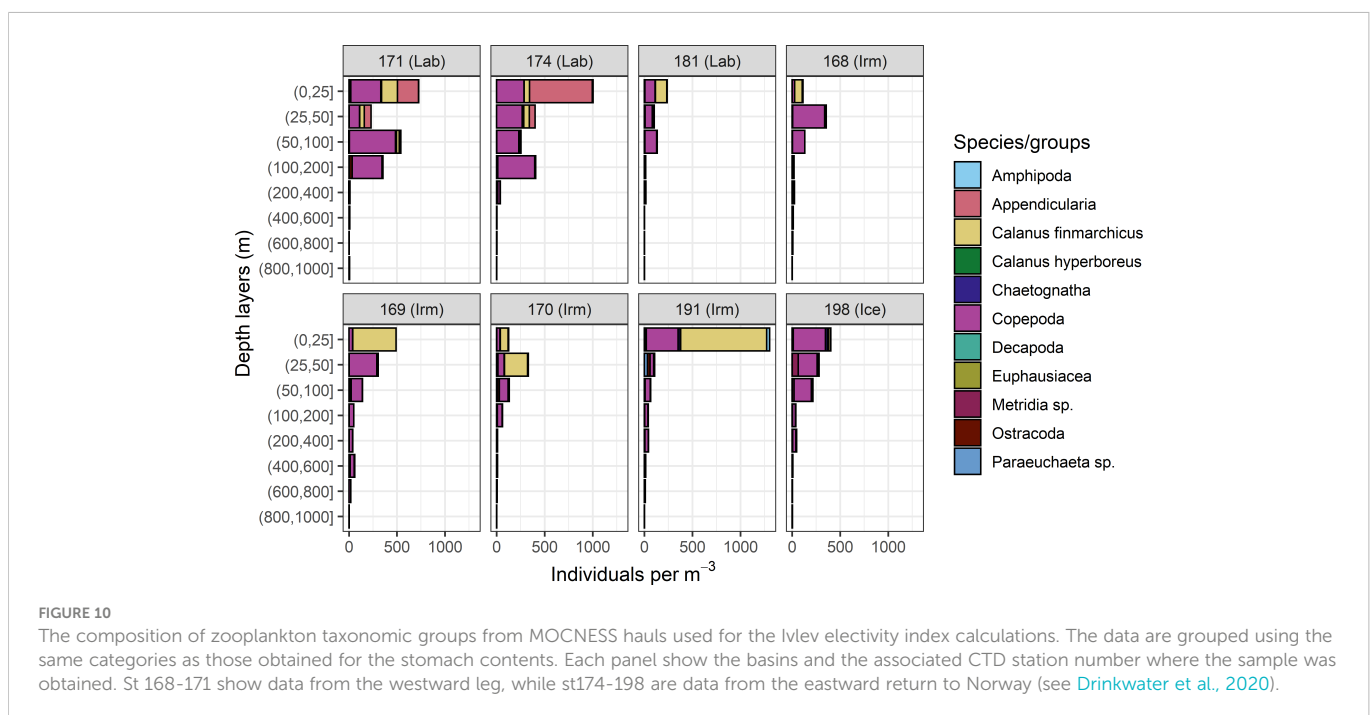 171 (Lab) 174 (Lab) 181 (Lab) 168 (Irm)
(0,25]
(25,50]
(50,100]
(100,200]
(200,400]
(400,600]
(600,800]
(800,1000]
169 (Irm) 170 (Irm) 191 (Irm) 198 (Ice)
(0,25]
(25,50]
(50,100]
(100,200]
(200,400]
(400,600]
(600,800]
(800,1000]
0 500 1000 0 500 1000 0 500 1000 0 500 1000
Depth layers (m)
Individuals per m⁻³
Species/groups
Amphipoda
Appendicularia
Calanus finmarchicus
Calanus hyperboreus
Chaetognatha
Copepoda
Decapoda
Euphausiacea
Metridia sp.
Ostracoda
Paraeuchaeta sp.
FIGURE 10
The composition of zooplankton taxonomic groups from MOCNESS hauls used for the Ivlev electivity index calculations. The data are grouped using the
same categories as those obtained for the stomach contents. Each panel show the basins and the associated CTD station number where the sample was
obtained. St 168-171 show data from the westward leg, while st174-198 are data from the eastward return to Norway (see Drinkwater et al., 2020).